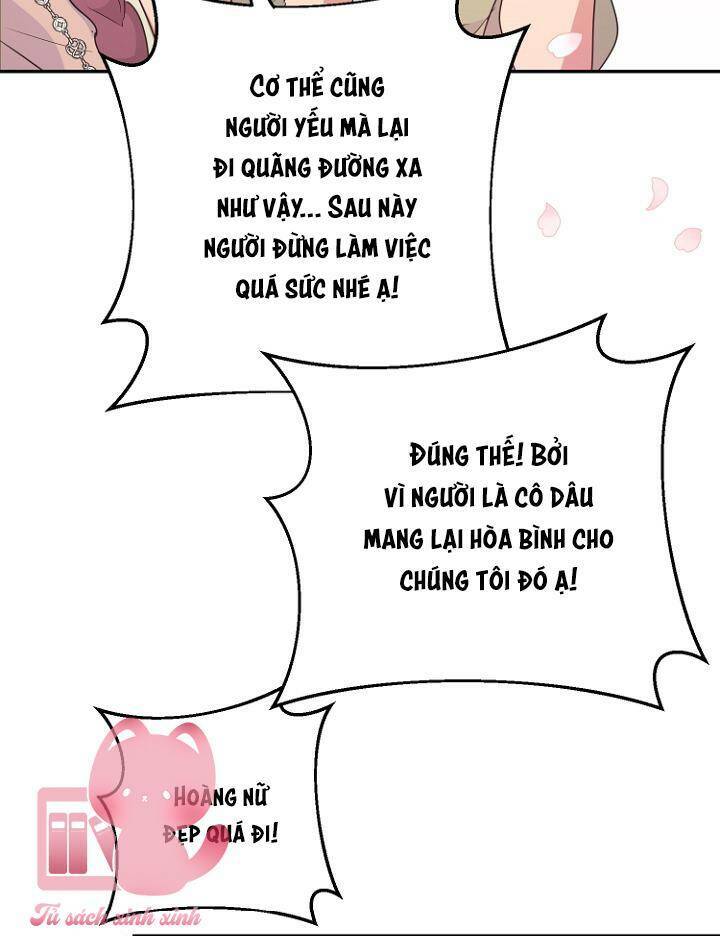 CƠ THỂ CŨNG
NGƯỜI YẾU MÀ LẠI
ĐI QUÃNG ĐƯỜNG XA
NHƯ VẬY... SAU NÀY
NGƯỜI ĐỪNG LÀM VIỆC
QUÁ SỨC NHÉ Ạ!
ĐÚNG THẾ! BỞI
VÌ NGƯỜI LÀ CÔ DÂU
MANG LẠI HÒA BÌNH CHO
CHÚNG TÔI ĐÓ Ạ!
HOÀNG NỮ
ĐẸP QUÁ ĐI!
Tủ sách xinh xinh